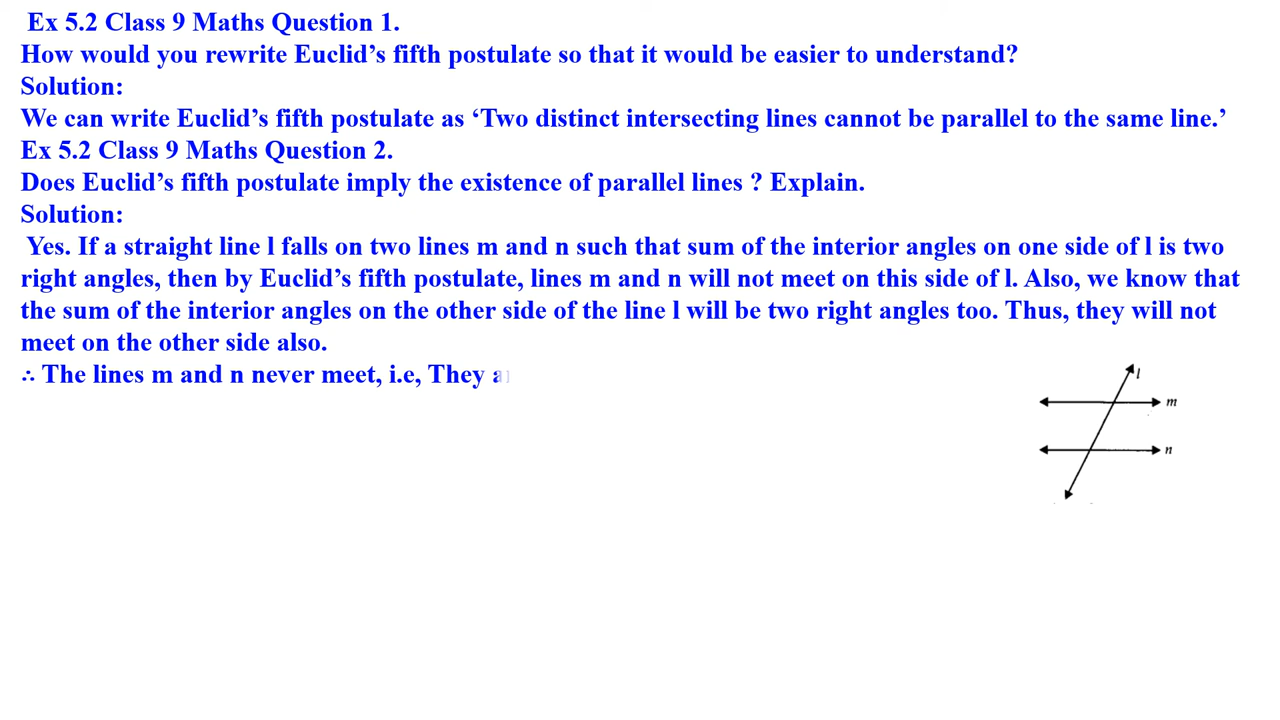 Ex 5.2 Class 9 Maths Question 1.
How would you rewrite Euclid’s fifth postulate so that it would be easier to understand?
Solution:
We can write Euclid’s fifth postulate as ‘Two distinct intersecting lines cannot be parallel to the same line.’
Ex 5.2 Class 9 Maths Question 2.
Does Euclid’s fifth postulate imply the existence of parallel lines ? Explain.
Solution:
Yes. If a straight line l falls on two lines m and n such that sum of the interior angles on one side of l is two
right angles, then by Euclid’s fifth postulate, lines m and n will not meet on this side of l. Also, we know that
the sum of the interior angles on the other side of the line l will be two right angles too. Thus, they will not
meet on the other side also.
∴ The lines m and n never meet, i.e, They
l
m
n